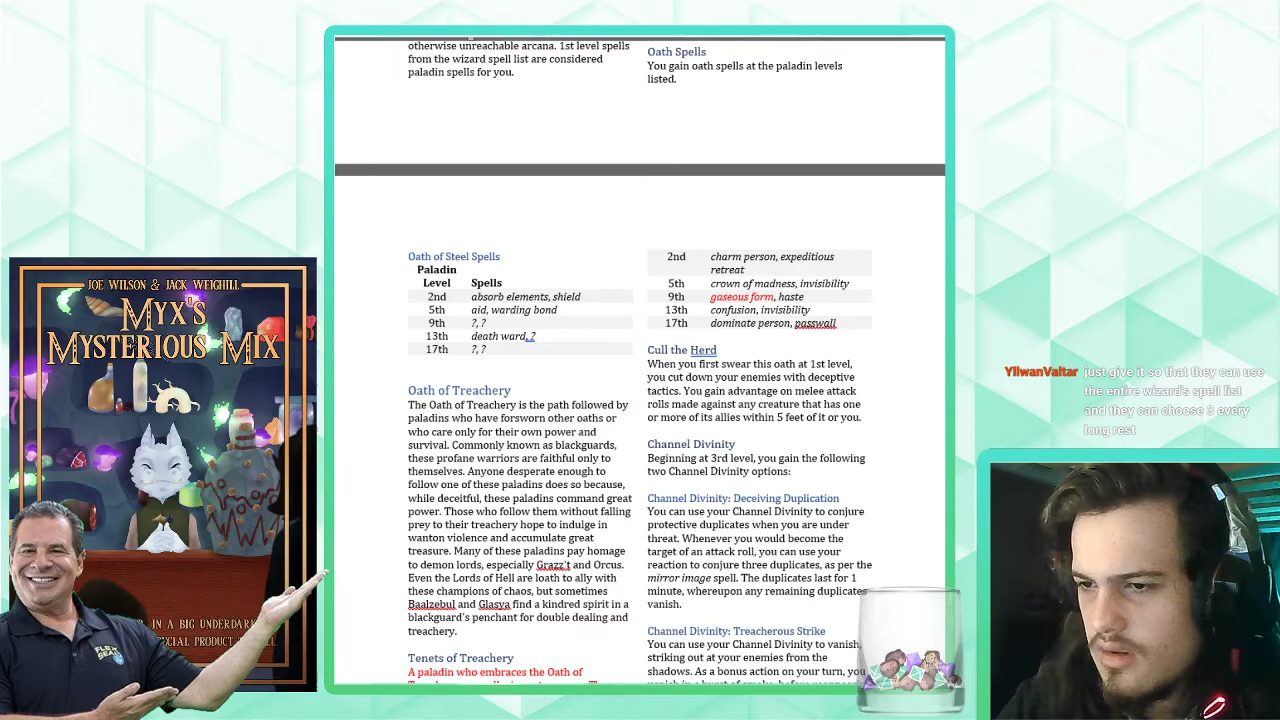 otherwise unreachable arcana. 1st level spells
from the wizard spell list are considered
paladin spells for you.
Oath Spells
You gain oath spells at the paladin levels
listed.
Oath of Steel Spells
Paladin
Level Spells
2nd absorb elements, shield
5th aid, warding bond
9th ?, ?
13th death ward, ?
17th ?, ?
Oath of Treachery
The Oath of Treachery is the path followed by
paladins who have forsworn other oaths or
who care only for their own power and
survival. Commonly known as blackguards,
these profane warriors are faithful only to
themselves. Anyone desperate enough to
follow one of these paladins does so because,
while deceitful, these paladins command great
power. Those who follow them without falling
prey to their treachery hope to indulge in
wanton violence and accumulate great
treasure. Many of these paladins pay homage
to demon lords, especially Grazz't and Orcus.
Even the Lords of Hell are loath to ally with
these champions of chaos, but sometimes
Baalzebul and Glasya find a kindred spirit in a
blackguard's penchant for double dealing and
treachery.
Tenets of Treachery
A paladin who embraces the Oath of
2nd charm person, expeditious
retreat
5th crown of madness, invisibility
9th gaseous form, haste
13th confusion, invisibility
17th dominate person, passwall
Cull the Herd
When you first swear this oath at 1st level,
you cut down your enemies with deceptive
tactics. You gain advantage on melee attack
rolls made against any creature that has one
or more of its allies within 5 feet of it or you.
Channel Divinity
Beginning at 3rd level, you gain the following
two Channel Divinity options:
Channel Divinity: Deceiving Duplication
You can use your Channel Divinity to conjure
protective duplicates when you are under
threat. Whenever you would become the
target of an attack roll, you can use your
reaction to conjure three duplicates, as per the
mirror image spell. The duplicates last for 1
minute, whereupon any remaining duplicates
vanish.
Channel Divinity: Treacherous Strike
You can use your Channel Divinity to vanish,
striking out at your enemies from the
shadows. As a bonus action on your turn, you
JOE WILSON & JACK WEIGHILL
MYX'S
MYSTERIOUS MIX
IN A BIG UNDERDARK
FLEX
SEAL
YllwanValtar just give it so that they can use
the entire wizard's spell list
and they can choose 3 every
long rest